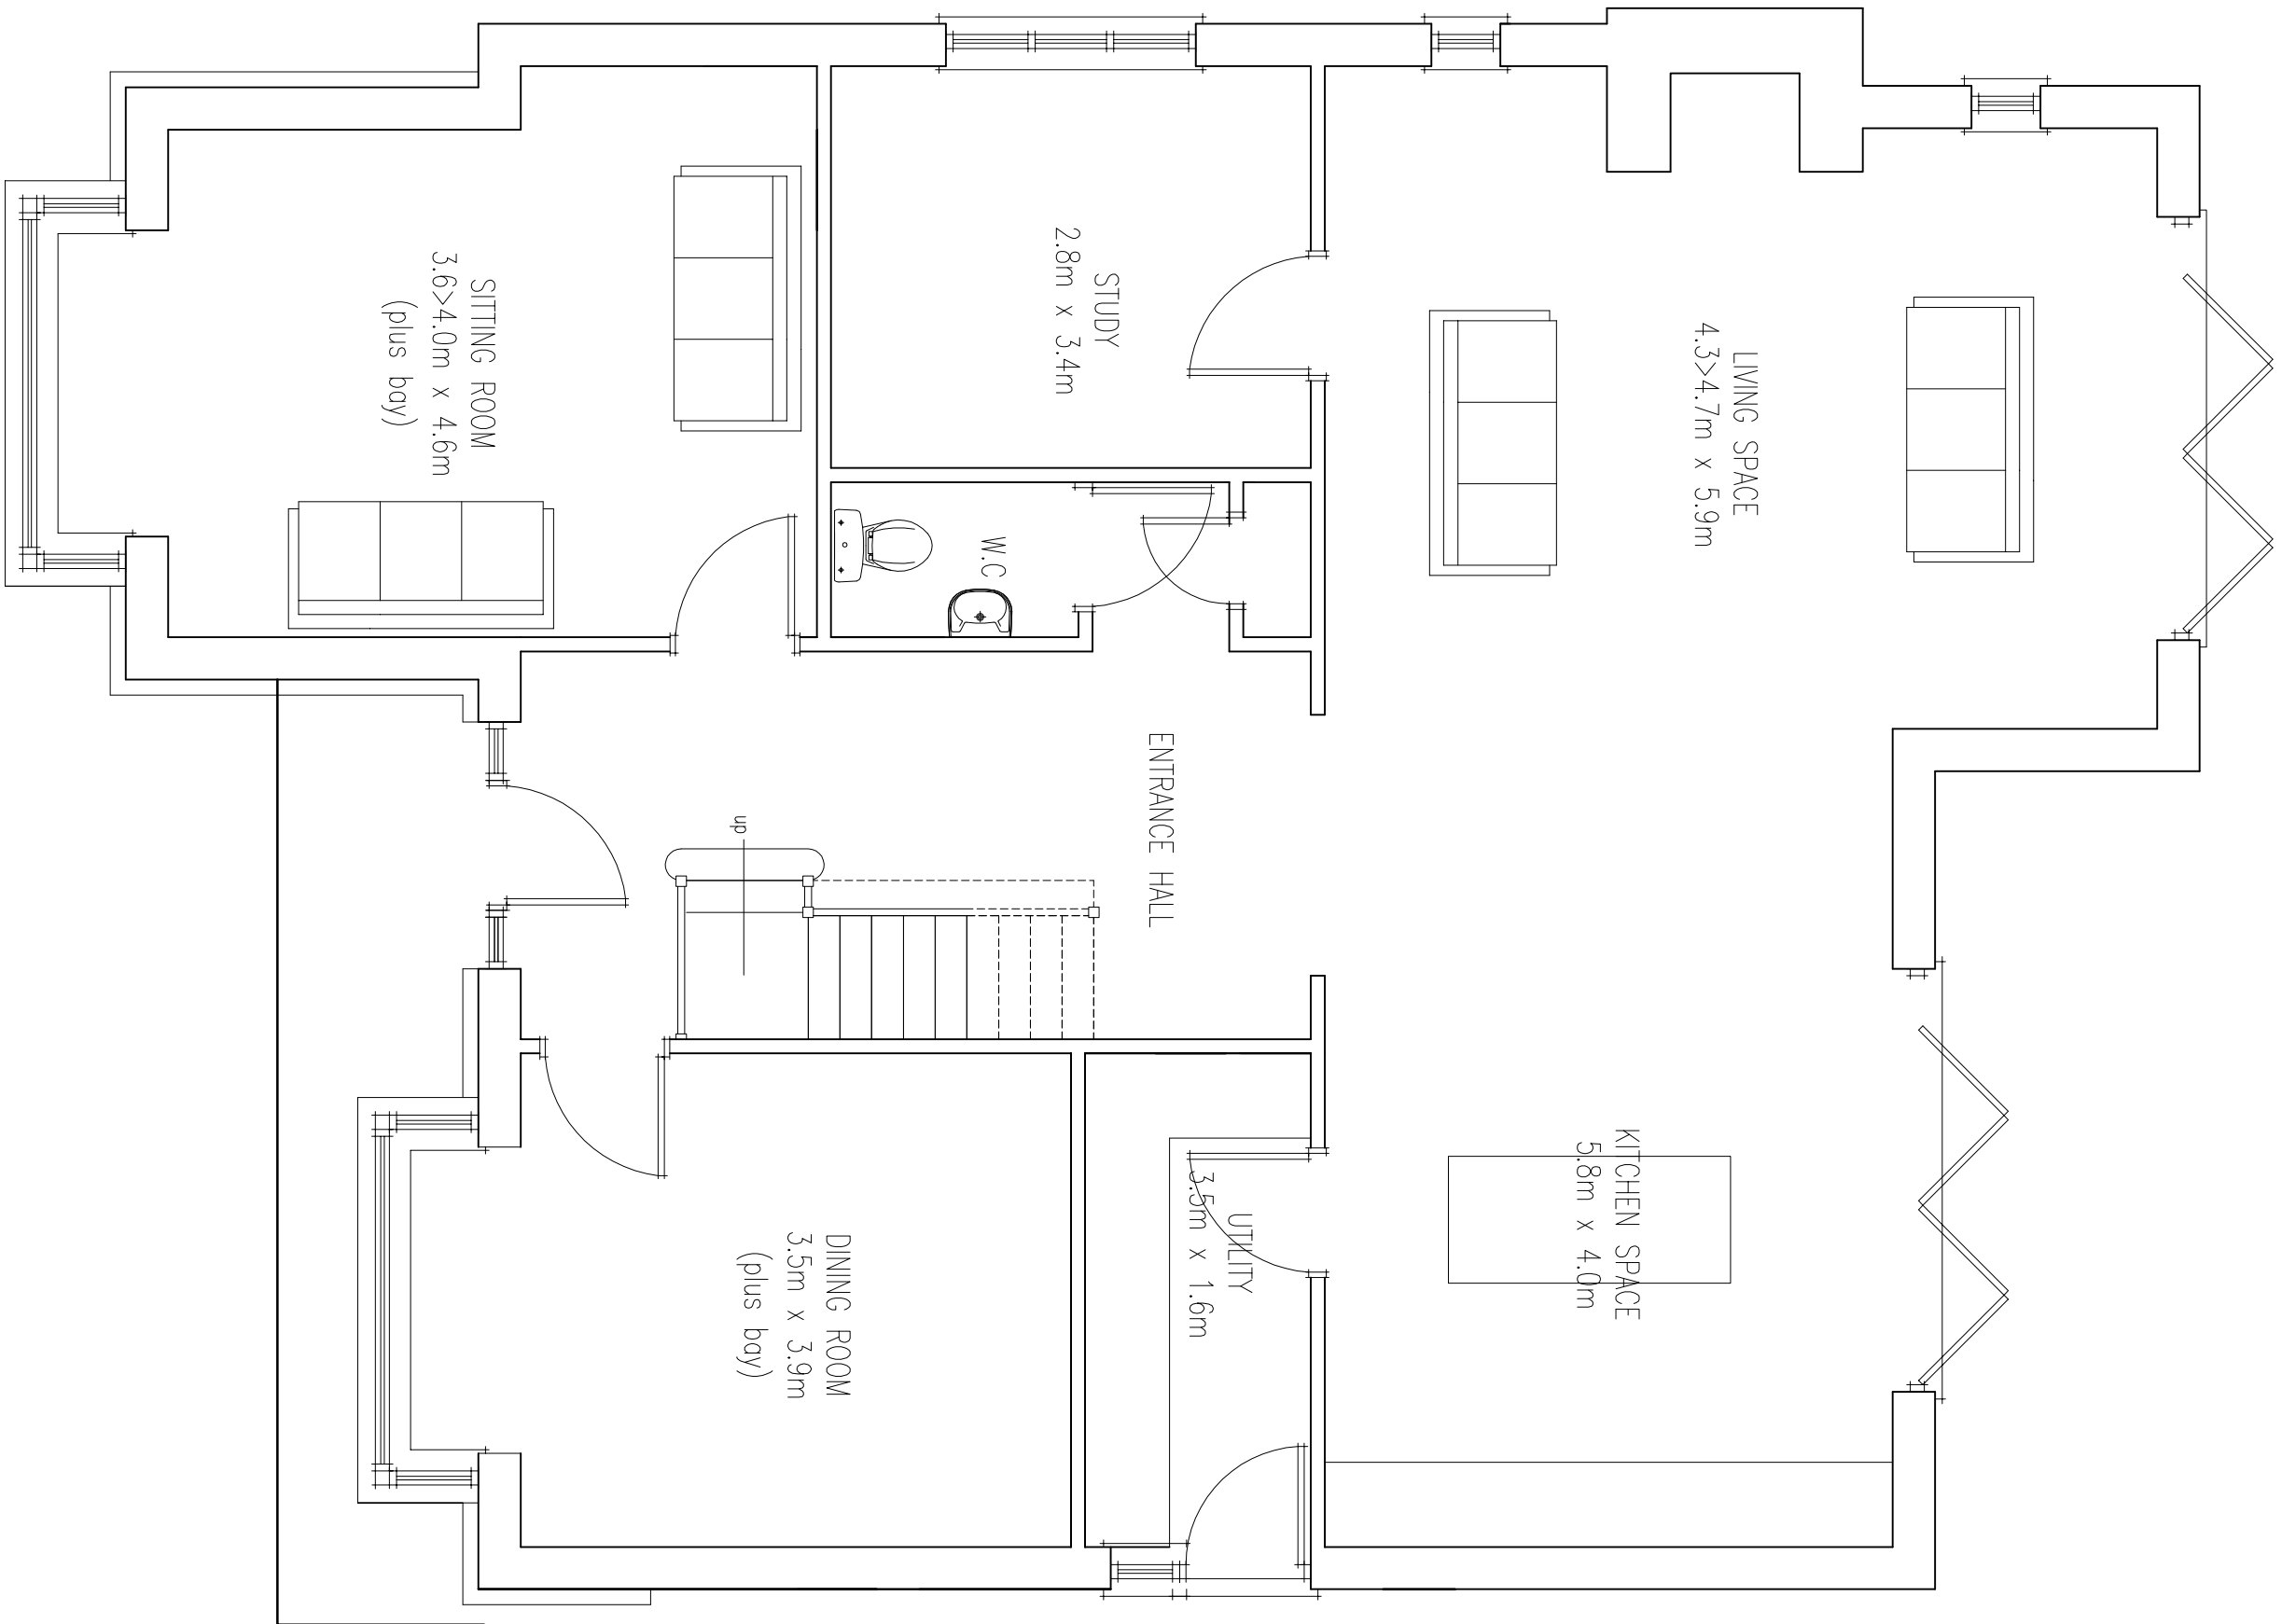 LIVING SPACE
4.3>4.7m x 5.9m
KITCHEN SPACE
5.8m x 4.0m
STUDY
2.8m x 3.4m
W.C
ENTRANCE HALL
UTILITY
3.5m x 1.6m
up
SITTING ROOM
3.6>4.0m x 4.6m
(plus bay)
DINING ROOM
3.5m x 3.9m
(plus bay)